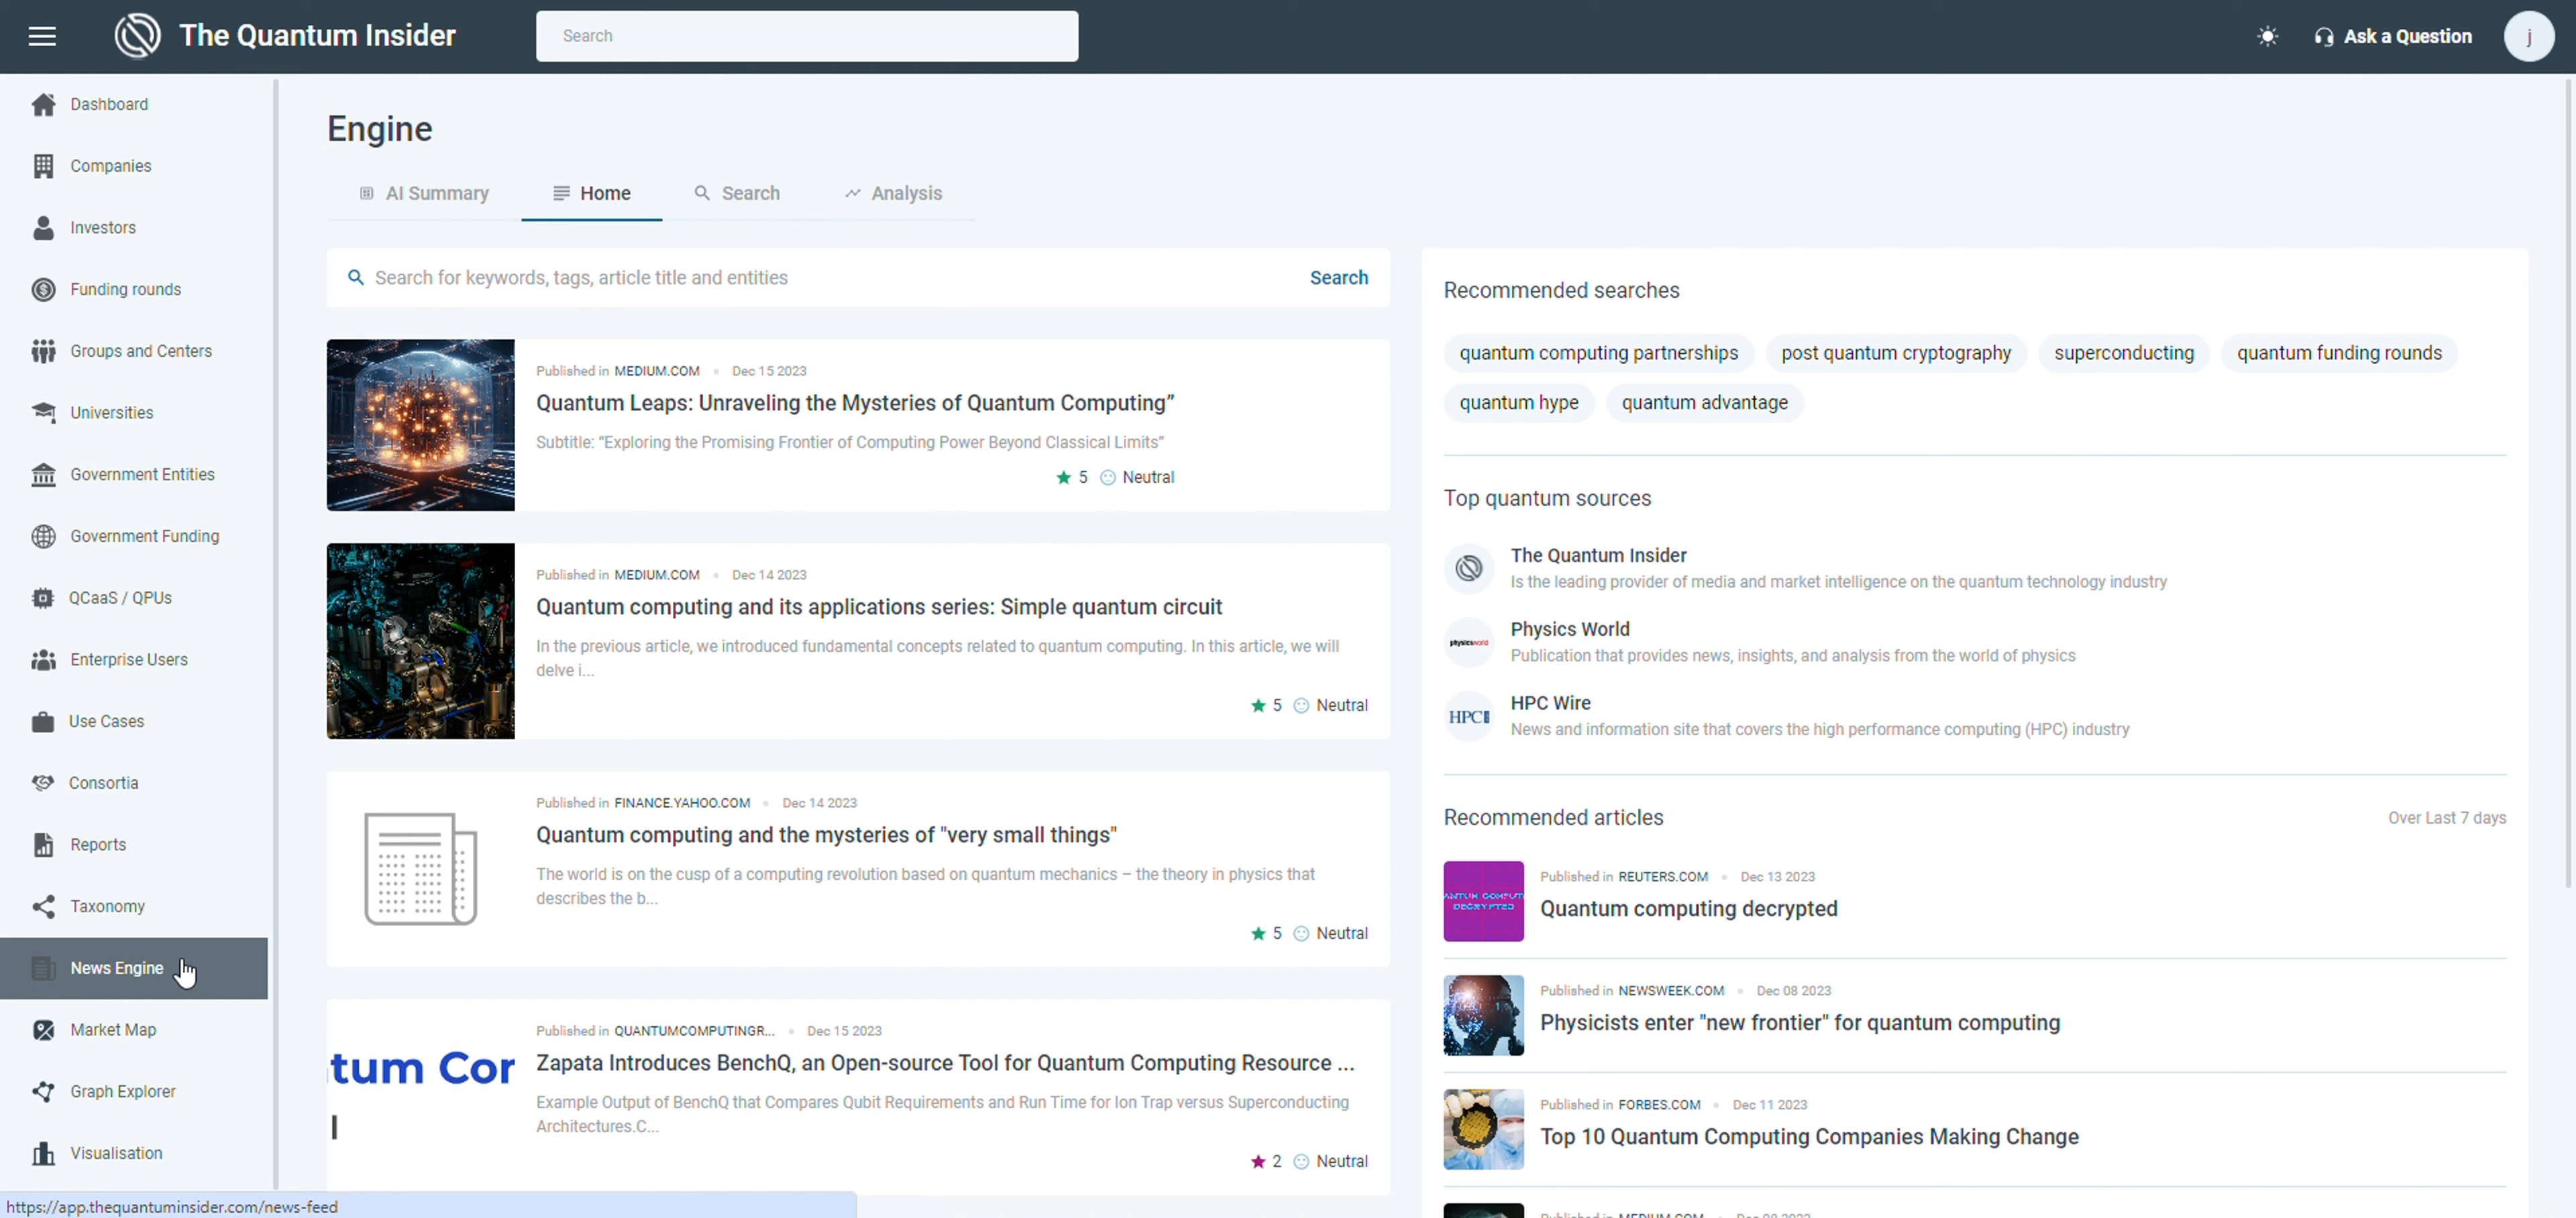 The Quantum Insider
Search
Ask a Question
j
Dashboard
Companies
Investors
Funding rounds
Groups and Centers
Universities
Government Entities
Government Funding
QCaaS / QPUs
Enterprise Users
Use Cases
Consortia
Reports
Taxonomy
News Engine
Market Map
Graph Explorer
Visualisation
https://app.thequantuminsider.com/news-feed
Engine
AI Summary
Home
Search
Analysis
Search for keywords, tags, article title and entities
Search
Published in MEDIUM.COM • Dec 15 2023
Quantum Leaps: Unraveling the Mysteries of Quantum Computing”
Subtitle: “Exploring the Promising Frontier of Computing Power Beyond Classical Limits”
★ 5 Neutral
Published in MEDIUM.COM • Dec 14 2023
Quantum computing and its applications series: Simple quantum circuit
In the previous article, we introduced fundamental concepts related to quantum computing. In this article, we will
delve i...
★ 5 Neutral
Published in FINANCE.YAHOO.COM • Dec 14 2023
Quantum computing and the mysteries of "very small things"
The world is on the cusp of a computing revolution based on quantum mechanics – the theory in physics that
describes the b...
★ 5 Neutral
tum Cor
Published in QUANTUMCOMPUTINGR... • Dec 15 2023
Zapata Introduces BenchQ, an Open-source Tool for Quantum Computing Resource ...
Example Output of BenchQ that Compares Qubit Requirements and Run Time for Ion Trap versus Superconducting
Architectures.C...
★ 2 Neutral
Recommended searches
quantum computing partnerships
post quantum cryptography
superconducting
quantum funding rounds
quantum hype
quantum advantage
Top quantum sources
The Quantum Insider
Is the leading provider of media and market intelligence on the quantum technology industry
physicsworld
Physics World
Publication that provides news, insights, and analysis from the world of physics
HPC
HPC Wire
News and information site that covers the high performance computing (HPC) industry
Recommended articles
Over Last 7 days
ANTUM COMPUT
DECRYPTED
Published in REUTERS.COM • Dec 13 2023
Quantum computing decrypted
Published in NEWSWEEK.COM • Dec 08 2023
Physicists enter "new frontier" for quantum computing
Published in FORBES.COM • Dec 11 2023
Top 10 Quantum Computing Companies Making Change